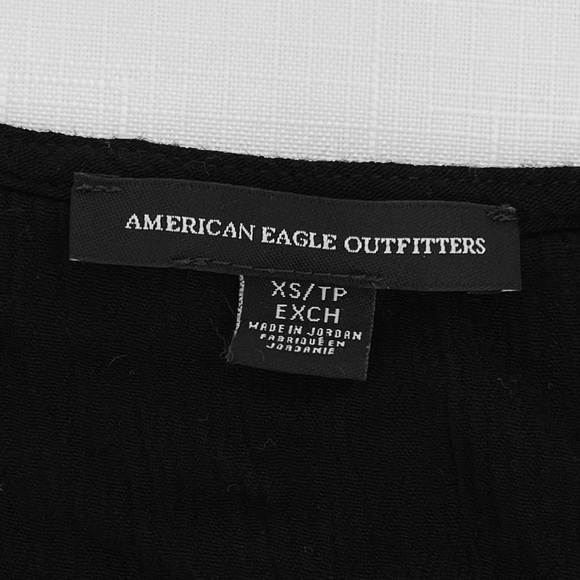 AMERICAN EAGLE OUTFITTERS
XS/TP
EXCH
MADE IN JORDAN
FABRIQUÉ EN
JORDANIE